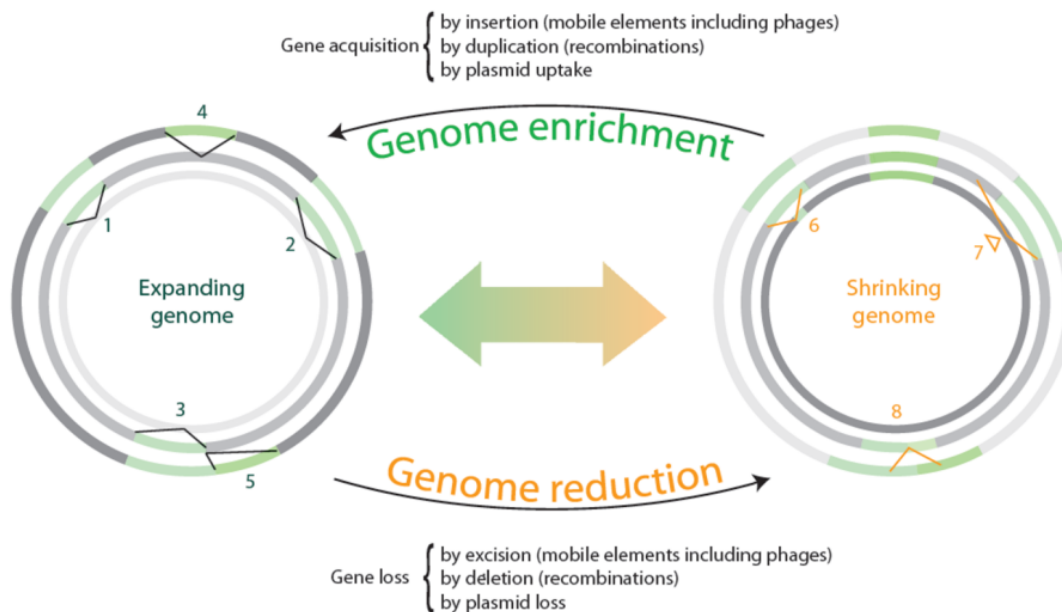 Gene acquisition
by insertion (mobile elements including phages)
by duplication (recombinations)
by plasmid uptake
Genome enrichment
4
1
2
Expanding
genome
3
5
6
7
Shrinking
genome
8
Genome reduction
Gene loss
by excision (mobile elements including phages)
by deletion (recombinations)
by plasmid loss